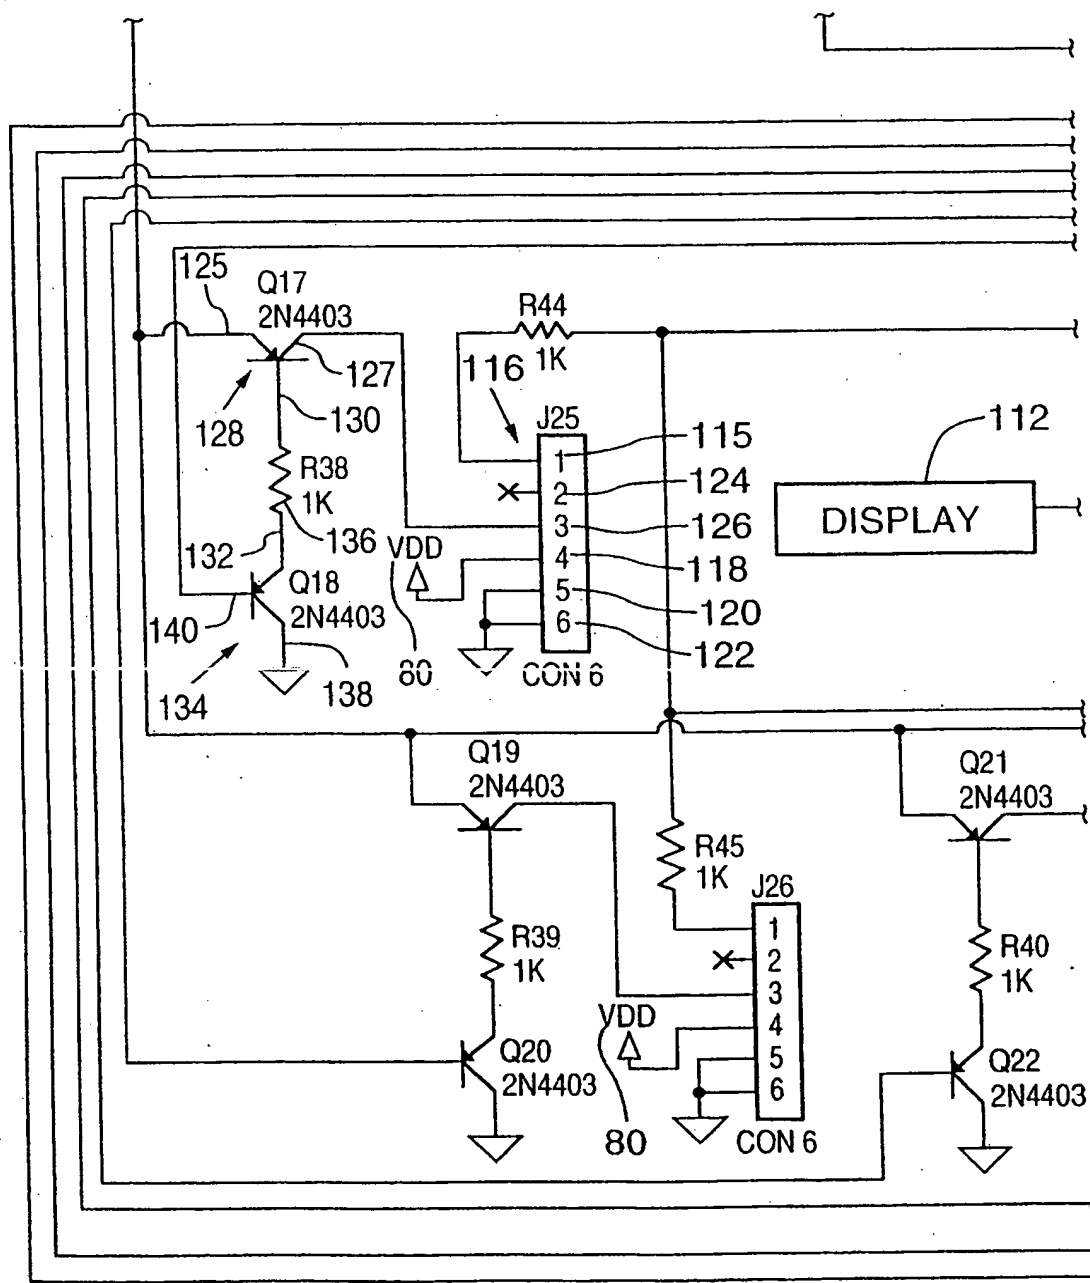 125
Q17
2N4403
127
128
130
R38
1K
136
132
Q18
2N4403
140
134
138
R44
1K
116
J25
1
115
2
124
3
126
VDD
4
118
5
120
6
122
80
CON 6
112
DISPLAY
Q19
2N4403
R45
1K
J26
1
2
3
VDD
4
5
6
80
CON 6
R39
1K
Q20
2N4403
Q21
2N4403
R40
1K
Q22
2N4403